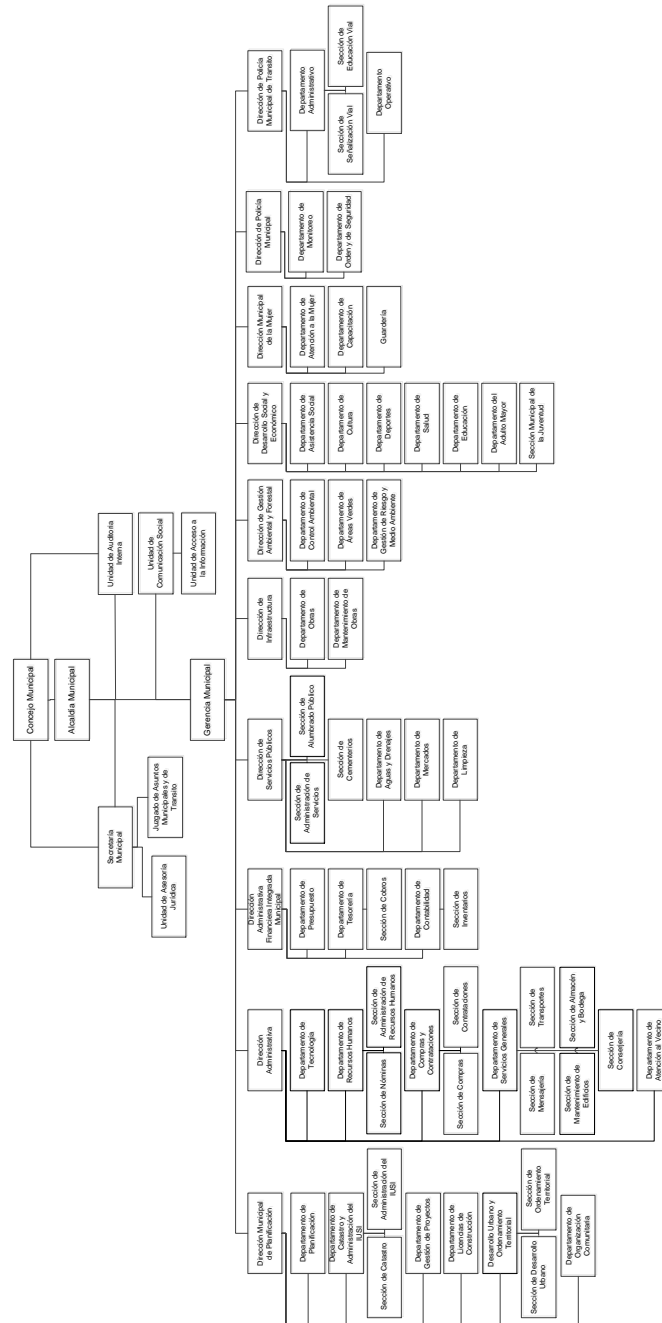 Concejo Municipal
Alcaldía Municipal
Secretaría
Municipal
Unidad de Auditoria
Interna
Unidad de Asesoría
Jurídica
Juzgado de Asuntos
Municipales y de
Transito
Unidad de
Comunicación Social
Unidad de Acceso a
la Información
Gerencia Municipal
Dirección Municipal
de Planificación
Departamento de
Planificación
Departamento de
Catastro y
Administración del
IUSI
Sección de Catastro
Sección de
Administración del
IUSI
Departamento de
Gestión de Proyectos
Departamento de
Licencias de
Construcción
Desarrollo Urbano y
Ordenamiento
Territorial
Sección de Desarrollo
Urbano
Sección de
Ordenamiento
Territorial
Departamento de
Organización
Comunitaria
Dirección
Administrativa
Departamento de
Tecnología
Departamento de
Recursos Humanos
Sección de Nóminas
Sección de
Administración de
Recursos Humanos
Departamento de
Compras y
Contrataciones
Sección de Compras
Sección de
Contrataciones
Departamento de
Servicios Generales
Sección de
Mensajería
Sección de
Transportes
Sección de
Mantenimiento de
Edificios
Sección de Almacén
y Bodega
Sección de
Consejería
Departamento de
Atención al Vecino
Dirección
Administrativa
Financiera Integrada
Municipal
Departamento de
Presupuesto
Departamento de
Tesorería
Sección de Cobros
Departamento de
Contabilidad
Sección de
Inventarios
Dirección de
Servicios Públicos
Sección de
Administración de
Servicios
Sección de
Alumbrado Público
Sección de
Cementerios
Departamento de
Aguas y Drenajes
Departamento de
Mercados
Departamento de
Limpieza
Dirección de
Infraestructura
Departamento de
Obras
Departamento de
Mantenimiento de
Obras
Dirección de Gestión
Ambiental y Forestal
Departamento de
Control Ambiental
Departamento de
Áreas Verdes
Departamento de
Gestión de Riesgo y
Medio Ambiente
Dirección de
Desarrollo Social y
Económico
Departamento de
Asistencia Social
Departamento de
Cultura
Departamento de
Deportes
Departamento de
Salud
Departamento de
Educación
Departamento del
Adulto Mayor
Sección Municipal de
la Juventud
Dirección Municipal
de la Mujer
Departamento de
Atención a la Mujer
Departamento de
Capacitación
Guardería
Dirección de Policía
Municipal
Departamento de
Monitoreo
Departamento de
Orden y de Seguridad
Dirección de Policía
Municipal de Transito
Departamento
Administrativo
Sección de
Señalización Vial
Sección de
Educación Vial
Departamento
Operativo